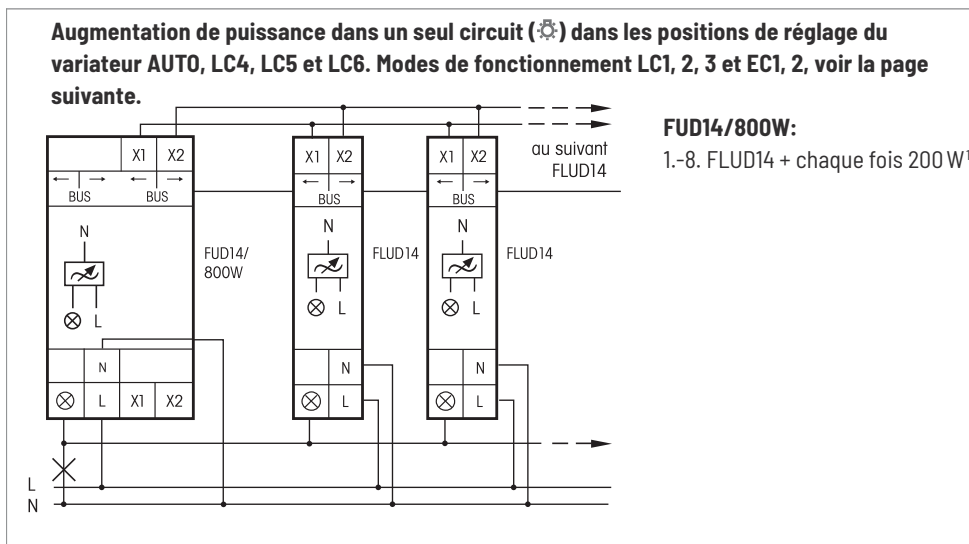 Augmentation de puissance dans un seul circuit () dans les positions de réglage du
variateur AUTO, LC4, LC5 et LC6. Modes de fonctionnement LC1, 2, 3 et EC1, 2, voir la page
suivante.
FUD14/800W:
1.-8. FLUD14 + chaque fois 200 W¹
X1 X2
X1 X2
X1 X2
au suivant
FLUD14
← → ← →
BUS BUS
← →
BUS
← →
BUS
N
N
N
FUD14/
800W
FLUD14
FLUD14
L
L
L
N
N
N
L X1 X2
L
L
L
N